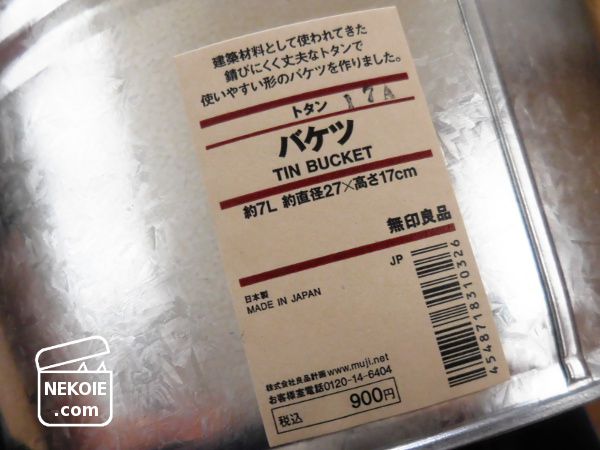 建築材料として使われてきた
錆びにくく丈夫なトタンで
使いやすい形のバケツを作りました。
トタン 17A
バケツ
TIN BUCKET
約7L 約直径27×高さ17cm
無印良品
JP
日本製
MADE IN JAPAN
4548718310326
株式会社良品計画 www.muji.net
お客様室電話0120-14-6404
税込 900円
NEKOIE
.com